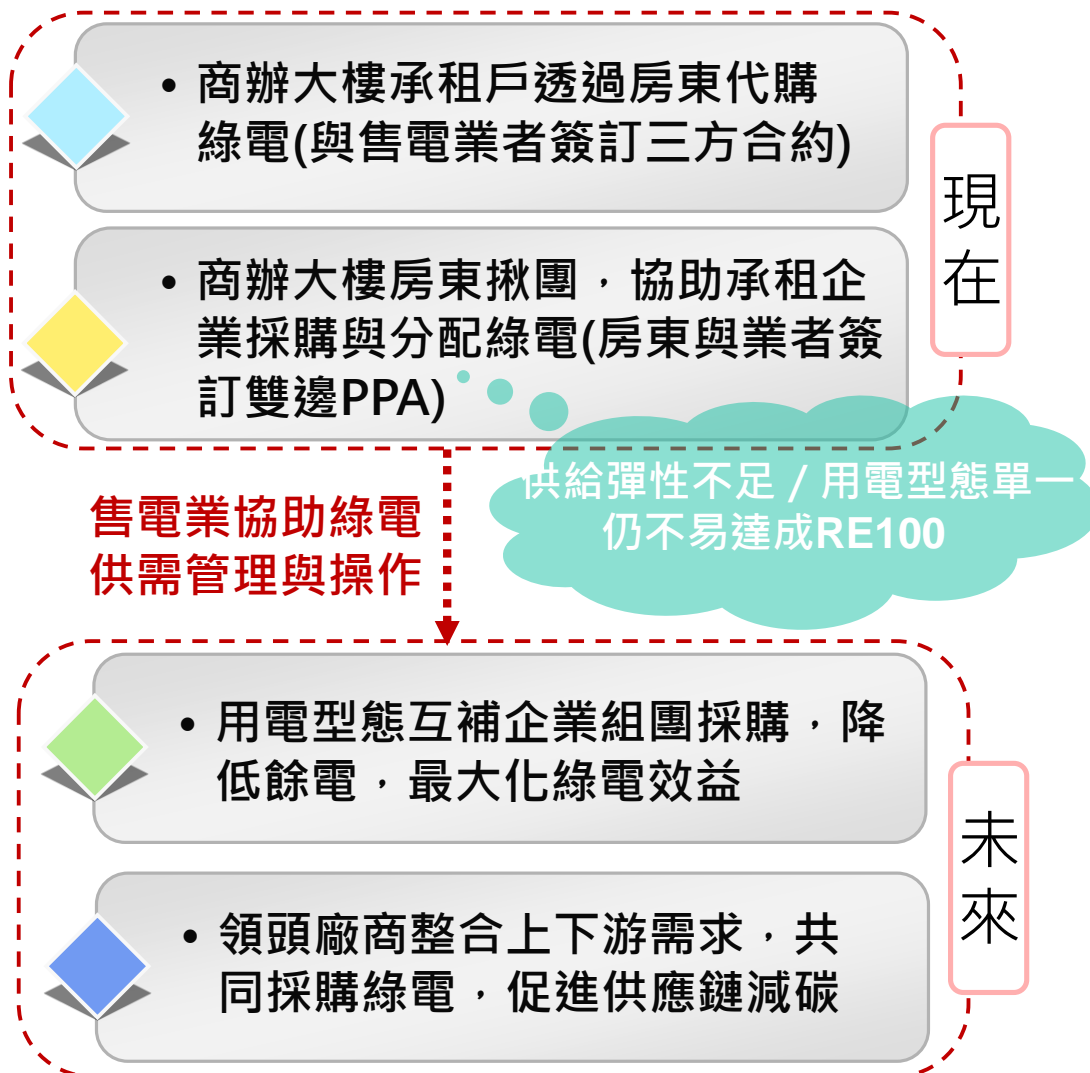 • 商辦大樓承租戶透過房東代購
綠電(與售電業者簽訂三方合約)
現在
• 商辦大樓房東揪團，協助承租企
業採購與分配綠電(房東與業者簽
訂雙邊PPA)
供給彈性不足／用電型態單一
仍不易達成RE100
售電業協助綠電
供需管理與操作
• 用電型態互補企業組團採購，降
低餘電，最大化綠電效益
未來
• 領頭廠商整合上下游需求，共
同採購綠電，促進供應鏈減碳